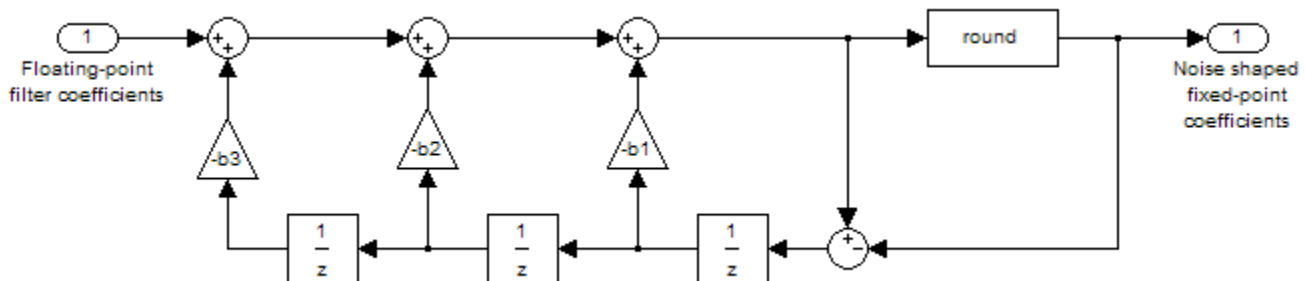 1
+
+
+
+
+
+
round
1
Floating-point
filter coefficients
Noise shaped
fixed-point
coefficients
-b3
-b2
-b1
1
z
1
z
1
z
+
−